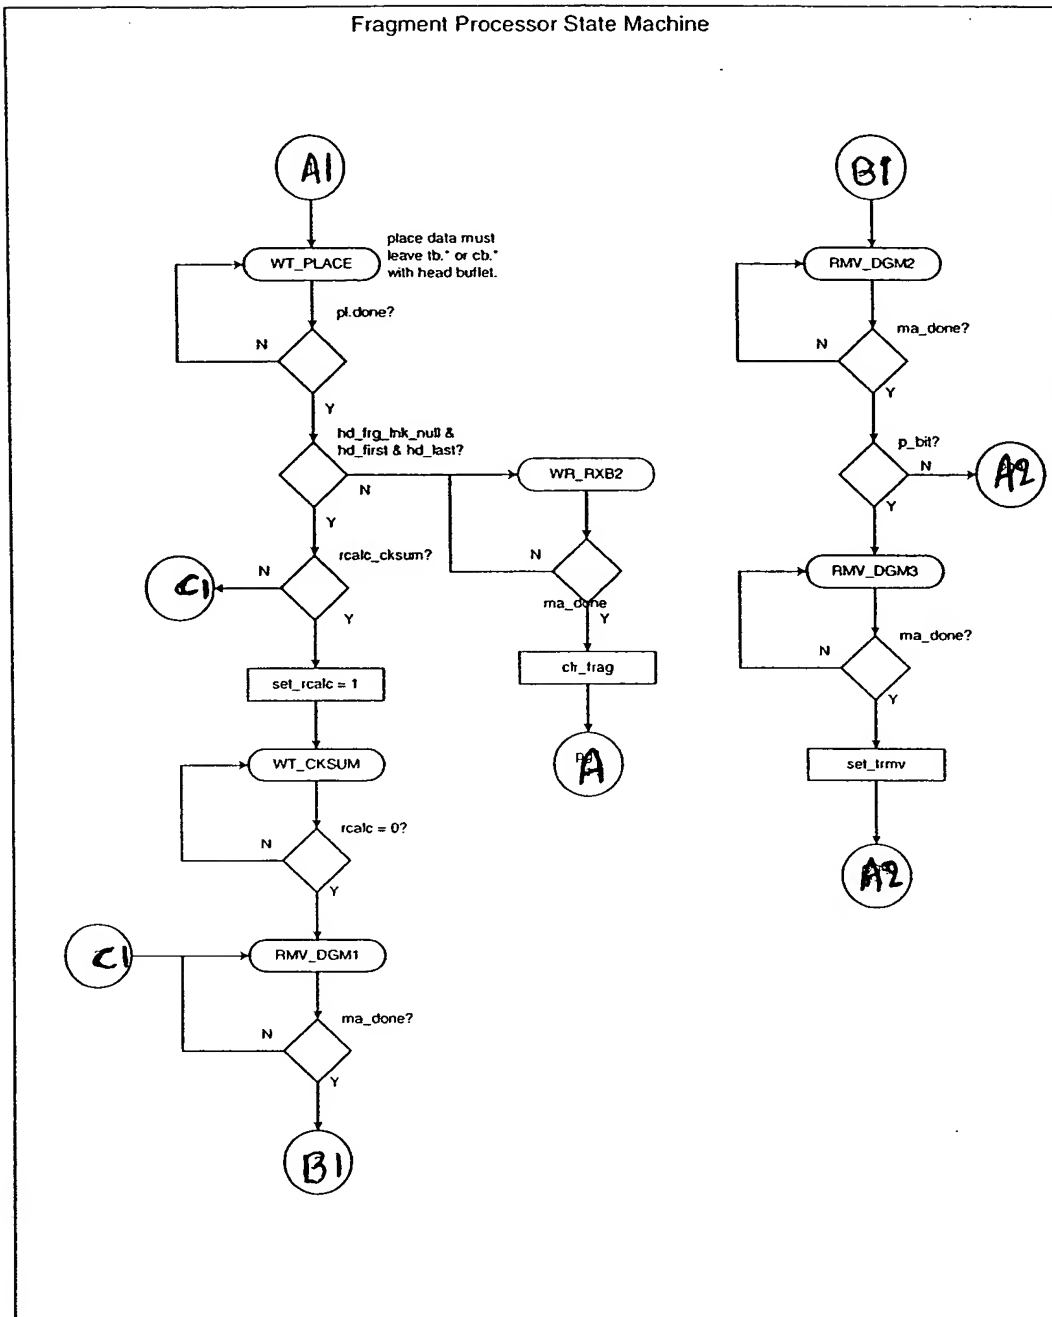 Fragment Processor State Machine
A1
WT_PLACE
place data must
leave tb.* or cb.*
with head buffet.
pl.done?
N
Y
hd_frg_lnk_null &
hd_first & hd_last?
N
Y
WR_RXB2
N
ma_done
Y
clr_frag
A
rcalc_cksum?
N
C1
Y
set_rcalc = 1
WT_CKSUM
rcalc = 0?
N
Y
C1
RMV_DGM1
ma_done?
N
Y
B1
B1
RMV_DGM2
ma_done?
N
Y
p_bit?
N
A2
Y
RMV_DGM3
ma_done?
N
Y
set_trmv
A2